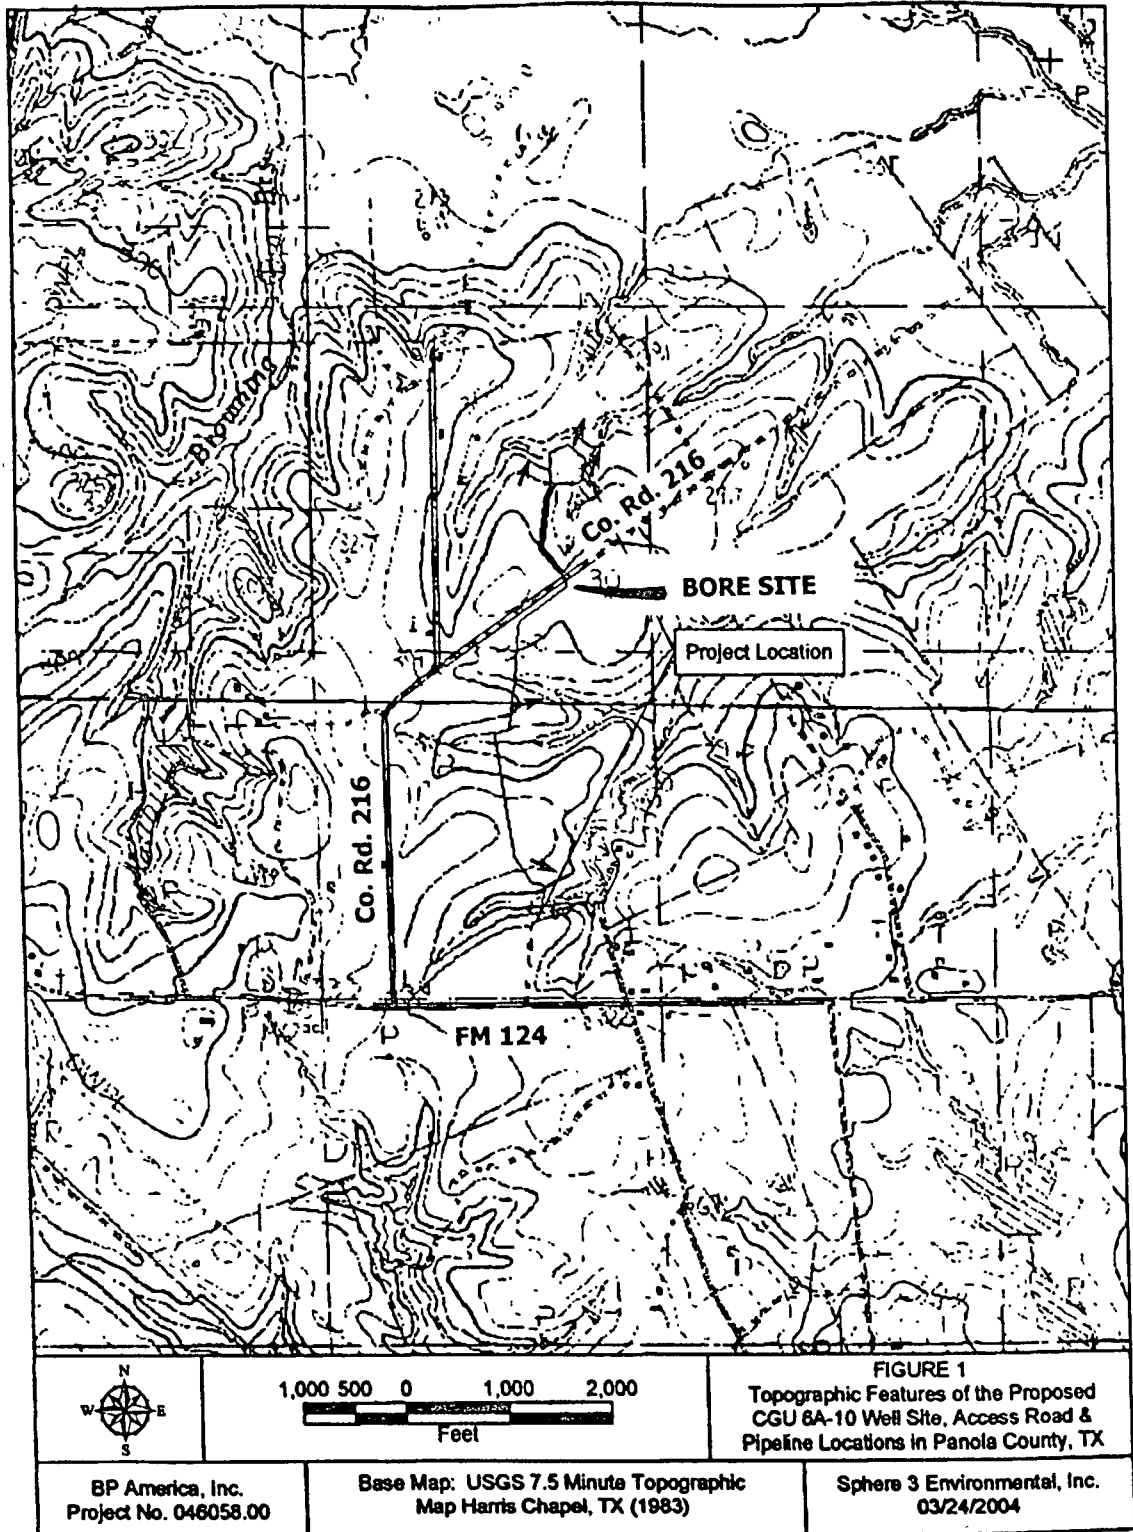 322
Browning
Co. Rd. 216
BORE SITE
Project Location
Co. Rd. 216
FM 124
N
W
E
S
1,000 500 0 1,000 2,000
Feet
FIGURE 1
Topographic Features of the Proposed
CGU 6A-10 Well Site, Access Road &
Pipeline Locations in Panola County, TX
BP America, Inc.
Project No. 046058.00
Base Map: USGS 7.5 Minute Topographic
Map Harris Chapel, TX (1983)
Sphere 3 Environmental, Inc.
03/24/2004